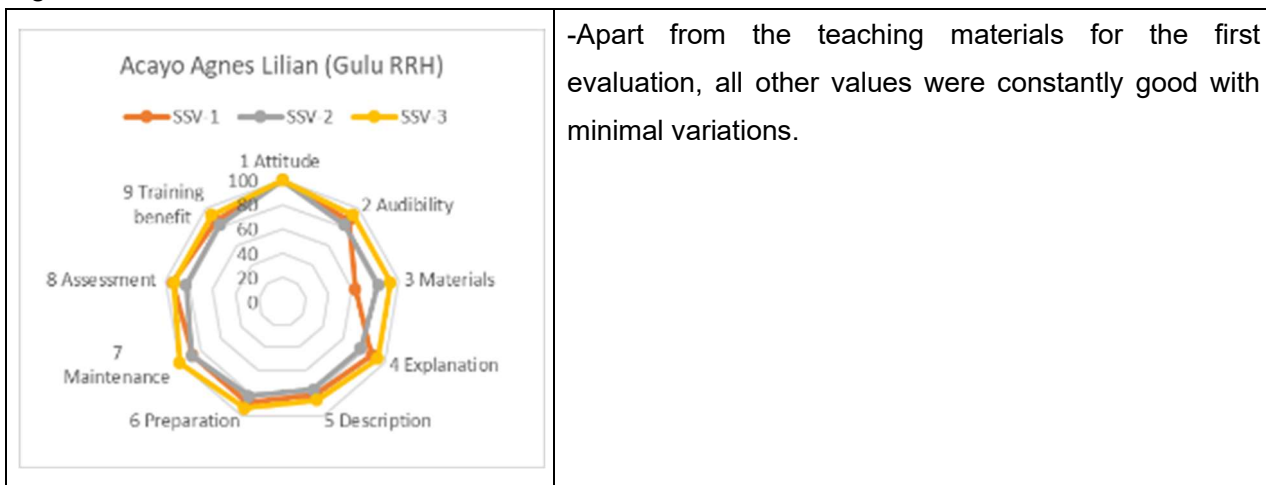 Acayo Agnes Lilian (Gulu RRH)
SSV-1 SSV-2 SSV-3
1 Attitude
2 Audibility
3 Materials
4 Explanation
5 Description
6 Preparation
7
Maintenance
8 Assessment
9 Training
benefit
100
80
60
40
20
0
-Apart from the teaching materials for the first
evaluation, all other values were constantly good with
minimal variations.